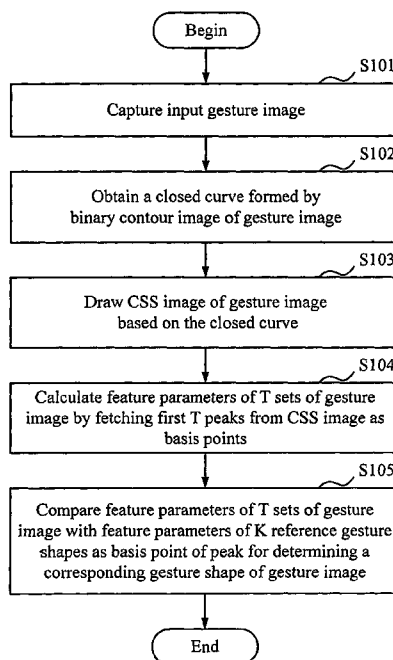 Begin
S101
Capture input gesture image
S102
Obtain a closed curve formed by
binary contour image of gesture image
S103
Draw CSS image of gesture image
based on the closed curve
S104
Calculate feature parameters of T sets of gesture
image by fetching first T peaks from CSS image as
basis points
S105
Compare feature parameters of T sets of gesture
image with feature parameters of K reference gesture
shapes as basis point of peak for determining a
corresponding gesture shape of gesture image
End